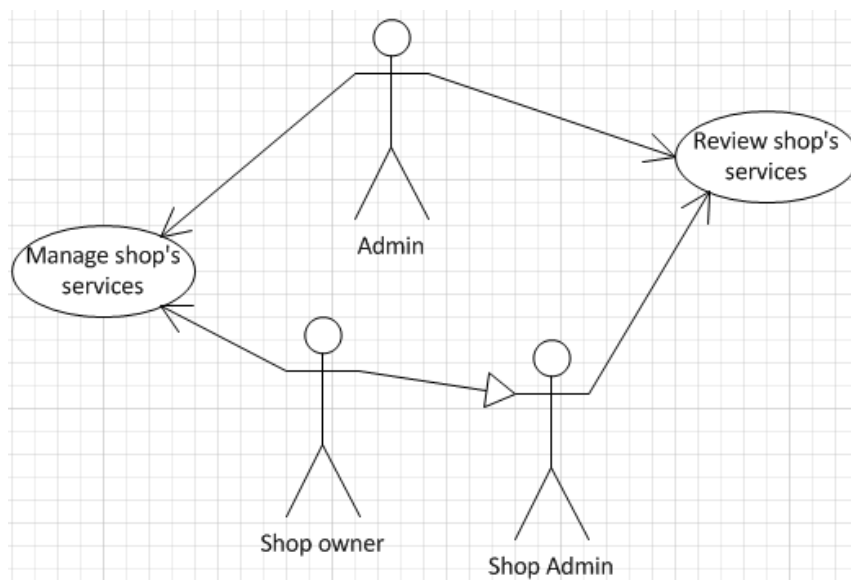 Review shop's
services
Admin
Manage shop's
services
Shop owner
Shop Admin